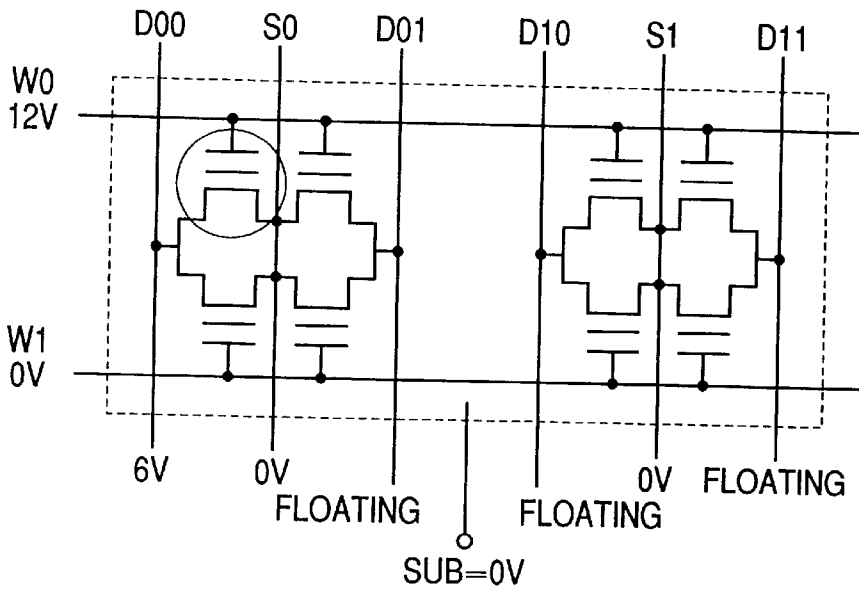 D00 S0 D01 D10 S1 D11
W0
12V
W1
0V
6V 0V FLOATING FLOATING 0V FLOATING
SUB=0V